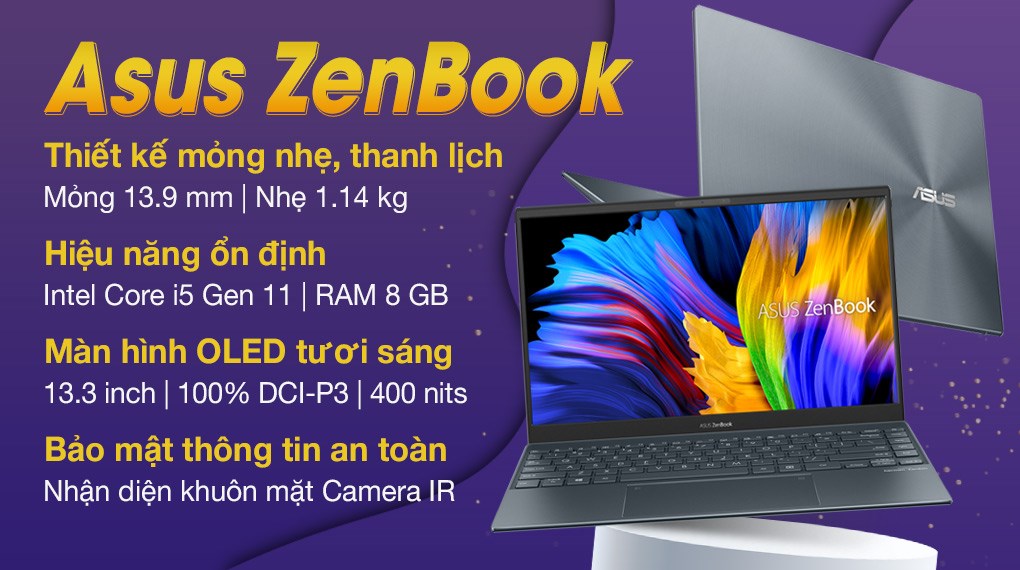 Asus ZenBook
Thiết kế mỏng nhẹ, thanh lịch
Mỏng 13.9 mm | Nhẹ 1.14 kg
Hiệu năng ổn định
Intel Core i5 Gen 11 | RAM 8 GB
Màn hình OLED tươi sáng
13.3 inch | 100% DCI-P3 | 400 nits
Bảo mật thông tin an toàn
Nhận diện khuôn mặt Camera IR
ASUS
ASUS ZenBook
ASUS ZenBook